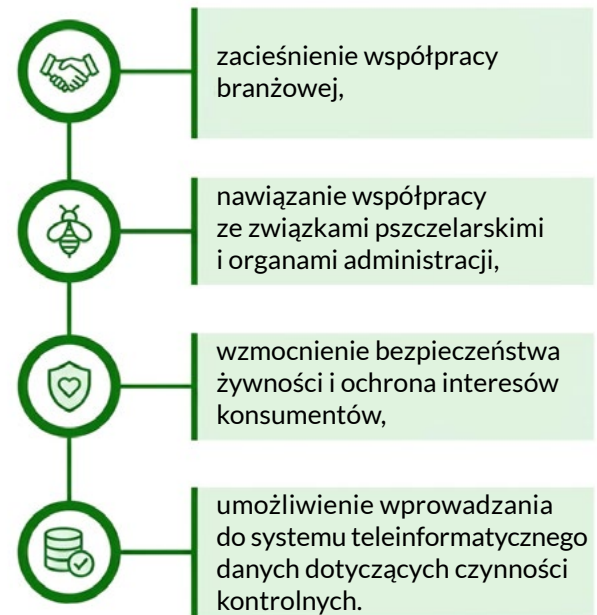 zacieśnienie współpracy
branżowej,
nawiązanie współpracy
ze związkami pszczelarskimi
i organami administracji,
wzmocnienie bezpieczeństwa
żywności i ochrona interesów
konsumentów,
umożliwienie wprowadzania
do systemu teleinformatycznego
danych dotyczących czynności
kontrolnych.